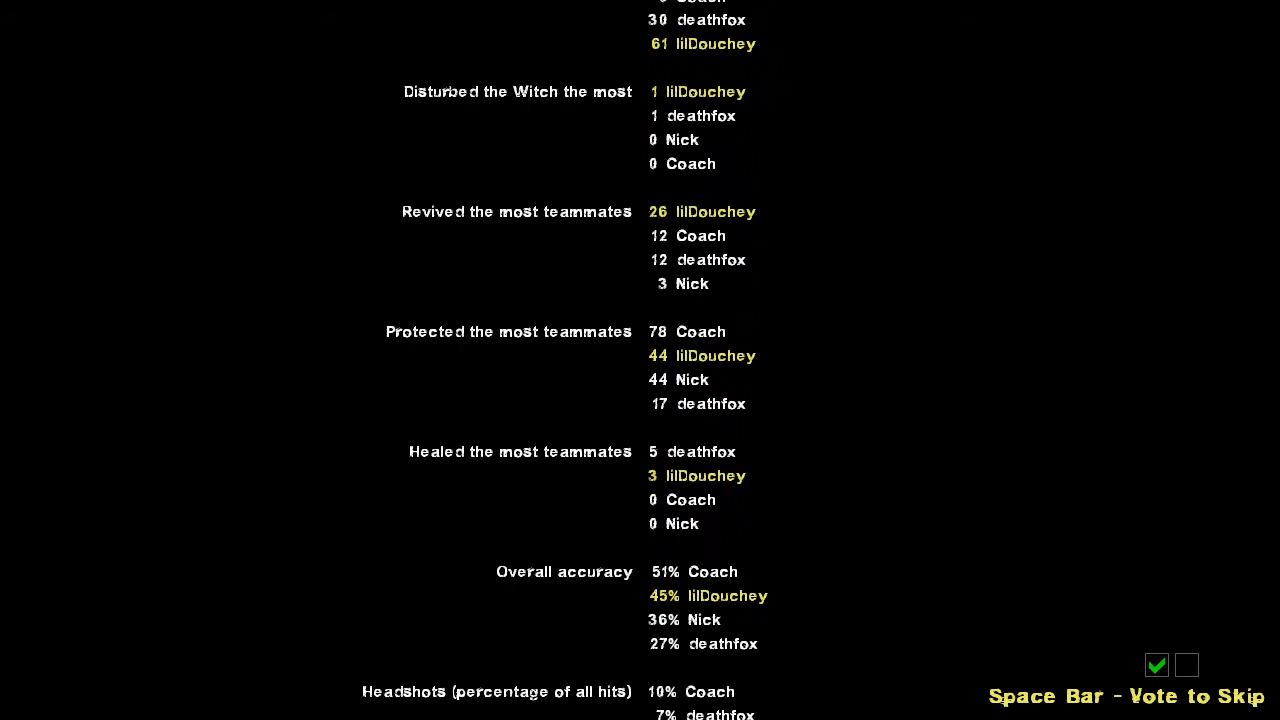 Coach
30 deathfox
61 lilDouchey
Disturbed the Witch the most 1 lilDouchey
1 deathfox
0 Nick
0 Coach
Revived the most teammates 26 lilDouchey
12 Coach
12 deathfox
3 Nick
Protected the most teammates 78 Coach
44 lilDouchey
44 Nick
17 deathfox
Healed the most teammates 5 deathfox
3 lilDouchey
0 Coach
0 Nick
Overall accuracy 51% Coach
45% lilDouchey
36% Nick
27% deathfox
Headshots (percentage of all hits) 10% Coach
7% deathfox
Space Bar - Vote to Skip